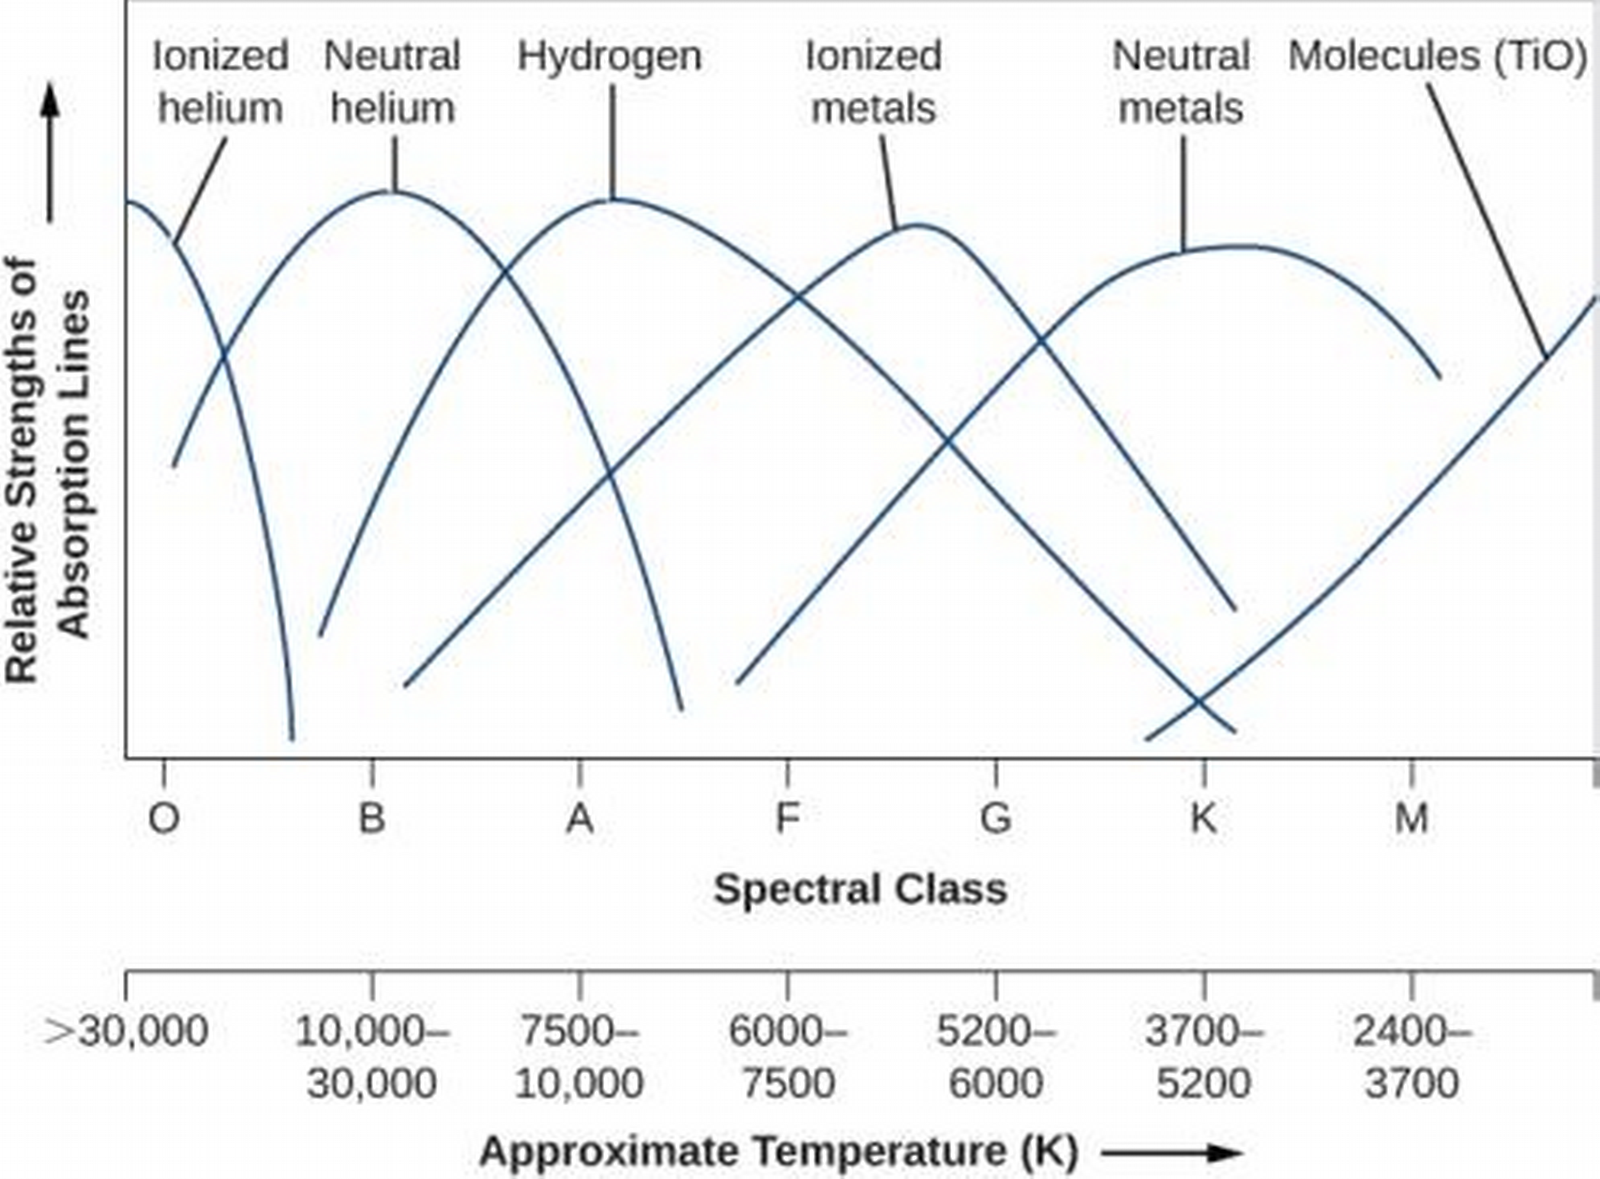 Ionized
helium
Neutral
helium
Hydrogen
Ionized
metals
Neutral
metals
Molecules (TiO)
Relative Strengths of
Absorption Lines
O B A F G K M
Spectral Class
>30,000
10,000–
30,000
7500–
10,000
6000–
7500
5200–
6000
3700–
5200
2400–
3700
Approximate Temperature (K)